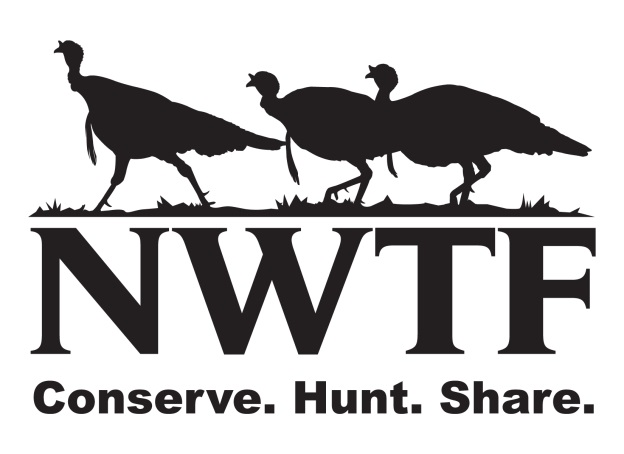 NWTF
Conserve. Hunt. Share.